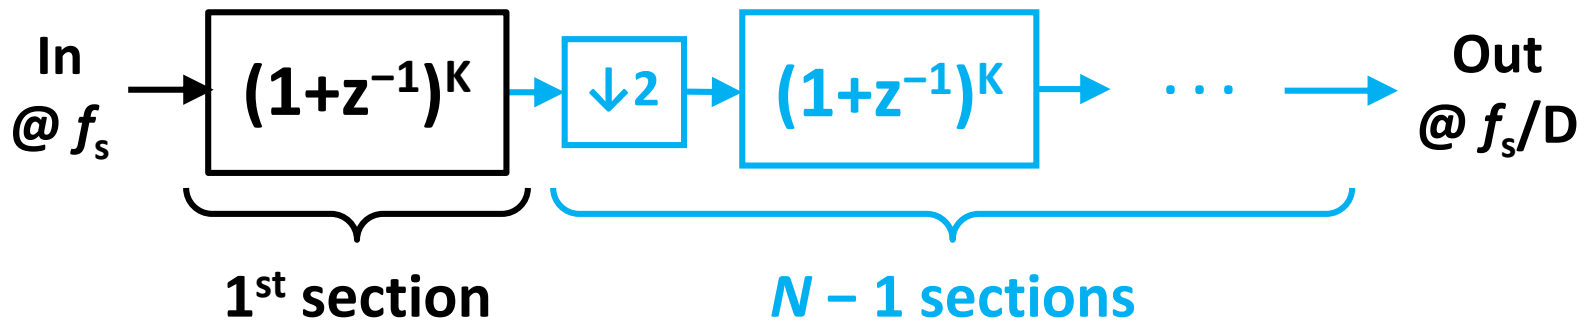 In
@ fs
(1+z⁻¹)ᴷ
↓2
(1+z⁻¹)ᴷ
· · ·
Out
@ fs/D
1st section
N – 1 sections